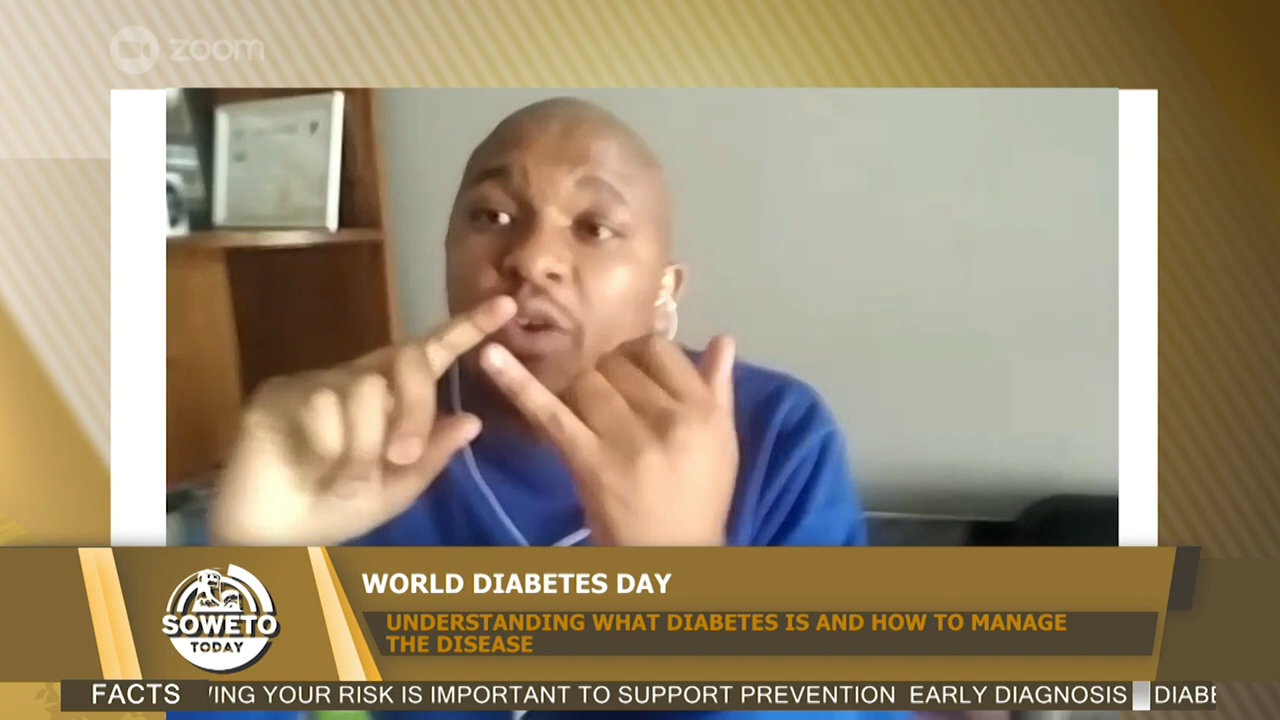 zoom
WORLD DIABETES DAY
UNDERSTANDING WHAT DIABETES IS AND HOW TO MANAGE
THE DISEASE
SOWETO
TODAY
FACTS
ING YOUR RISK IS IMPORTANT TO SUPPORT PREVENTION EARLY DIAGNOSIS